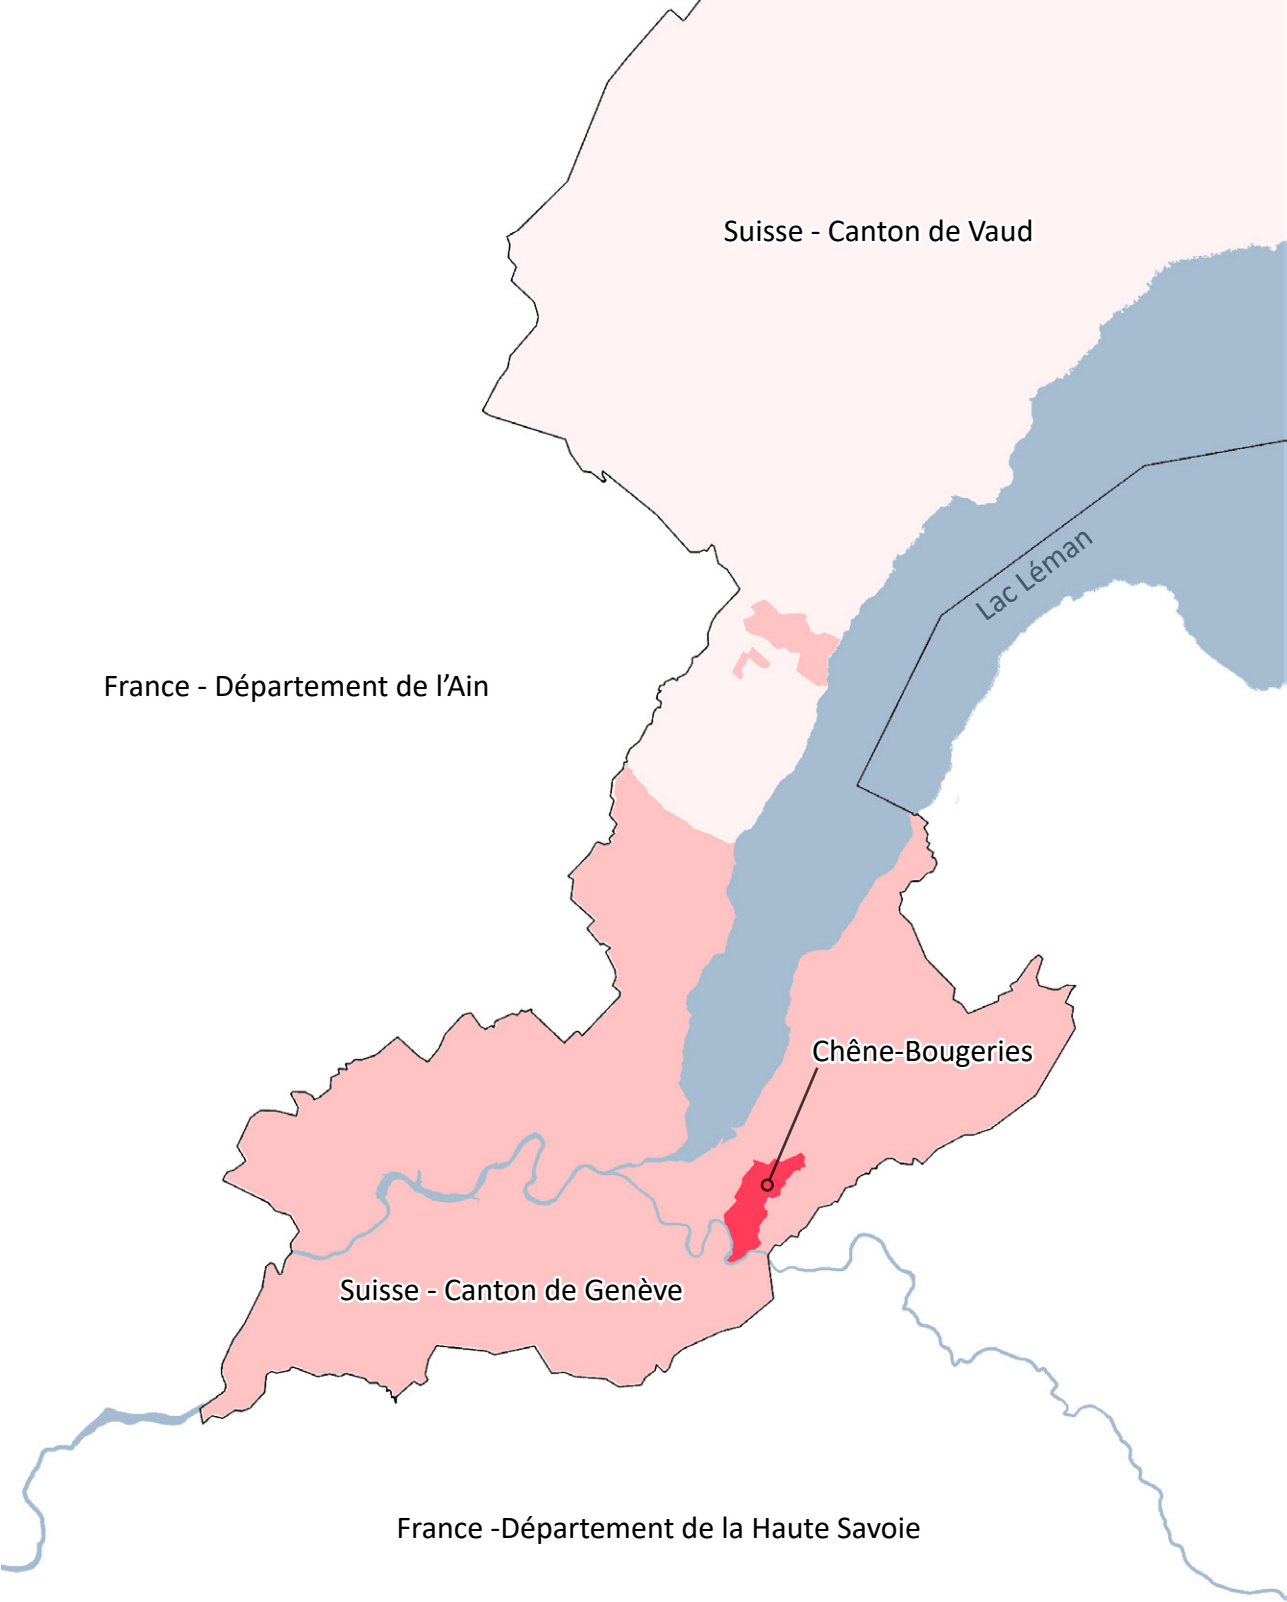 Suisse - Canton de Vaud
Lac Léman
France - Département de l'Ain
Chêne-Bougeries
Suisse - Canton de Genève
France -Département de la Haute Savoie